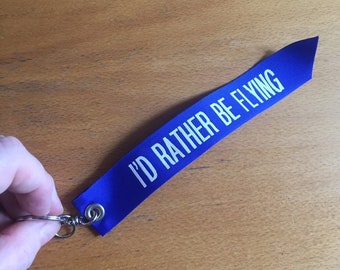 I'D RATHER BE FLYING